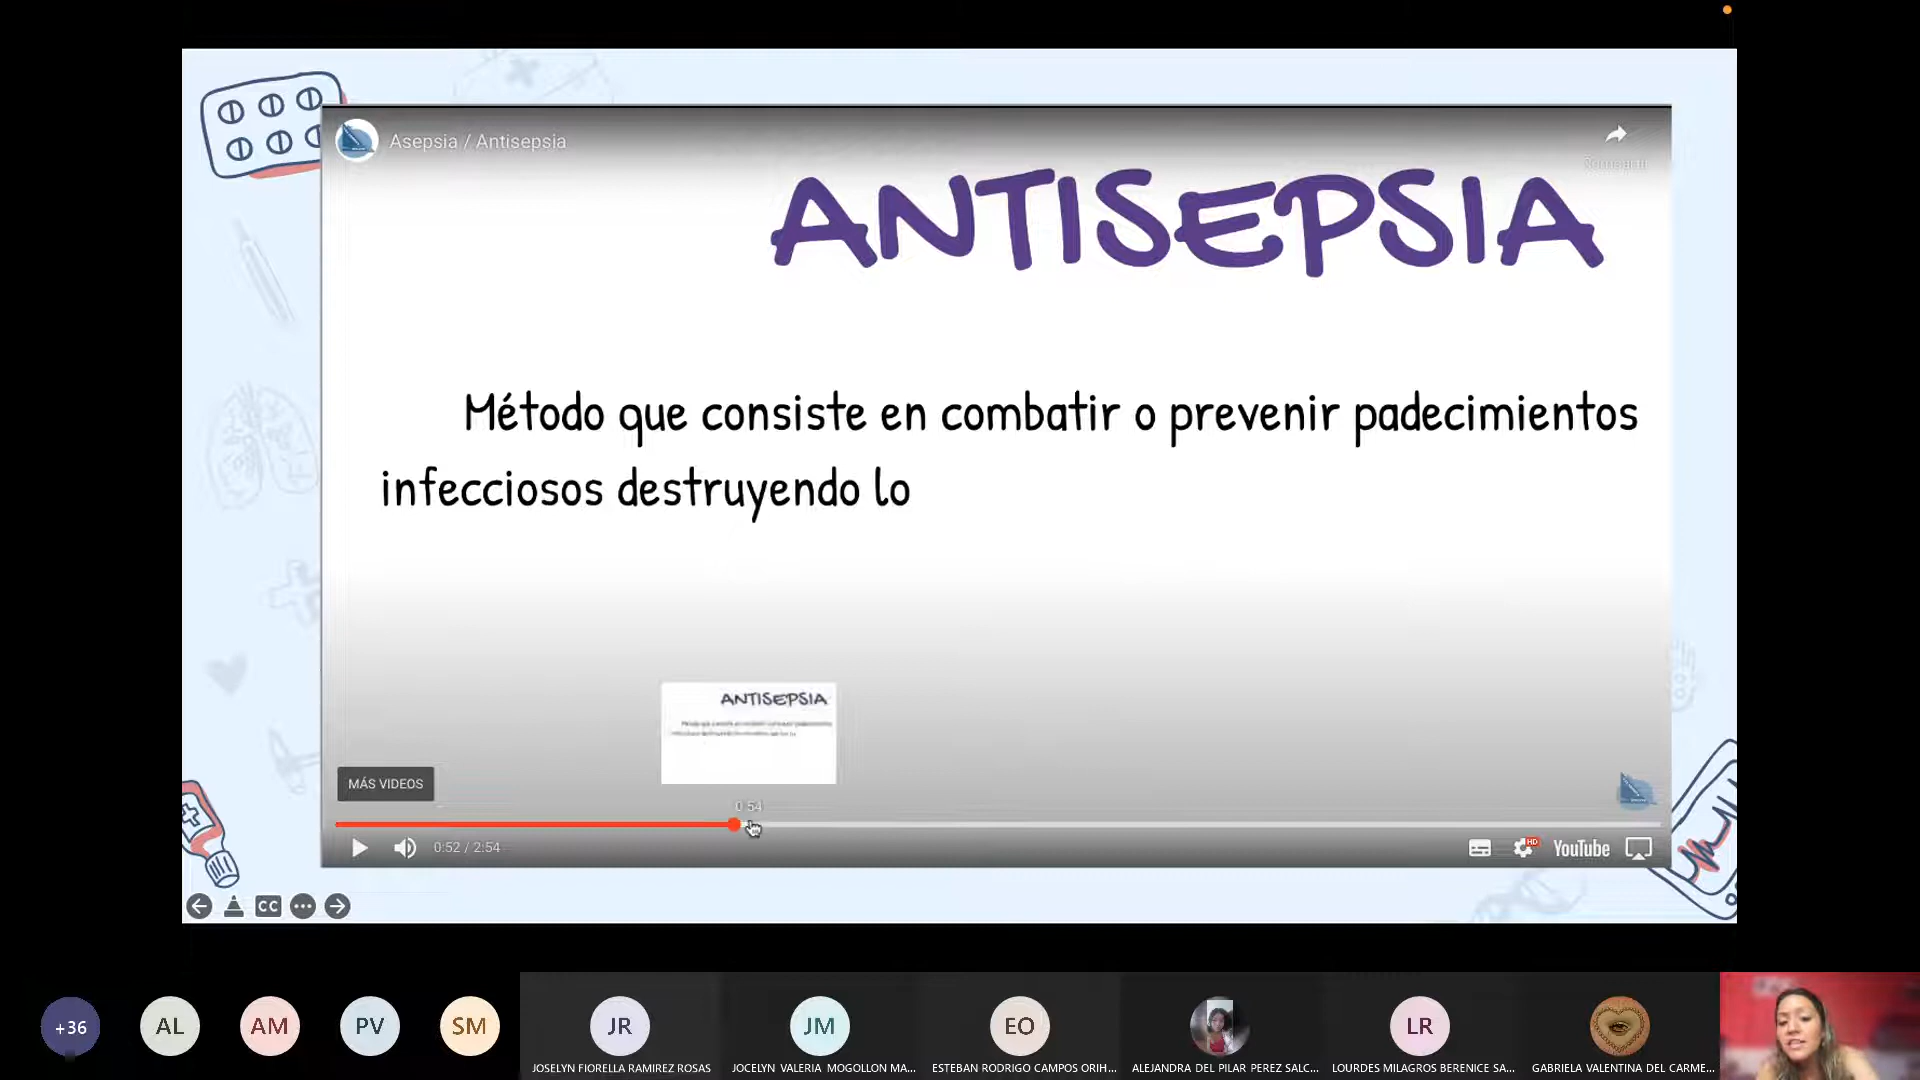 Asepsia / Antisepsia
ANTISEPSIA
Método que consiste en combatir o prevenir padecimientos
infecciosos destruyendo lo
ANTISEPSIA
MÁS VIDEOS
0:54
0:52 / 2:54
HD
YouTube
CC
+36
AL
AM
PV
SM
JR
JM
EO
LR
JOSELYN FIORELLA RAMIREZ ROSAS
JOCELYN VALERIA MOGOLLON MA...
ESTEBAN RODRIGO CAMPOS ORIH...
ALEJANDRA DEL PILAR PEREZ SALC...
LOURDES MILAGROS BERENICE SA...
GABRIELA VALENTINA DEL CARME...